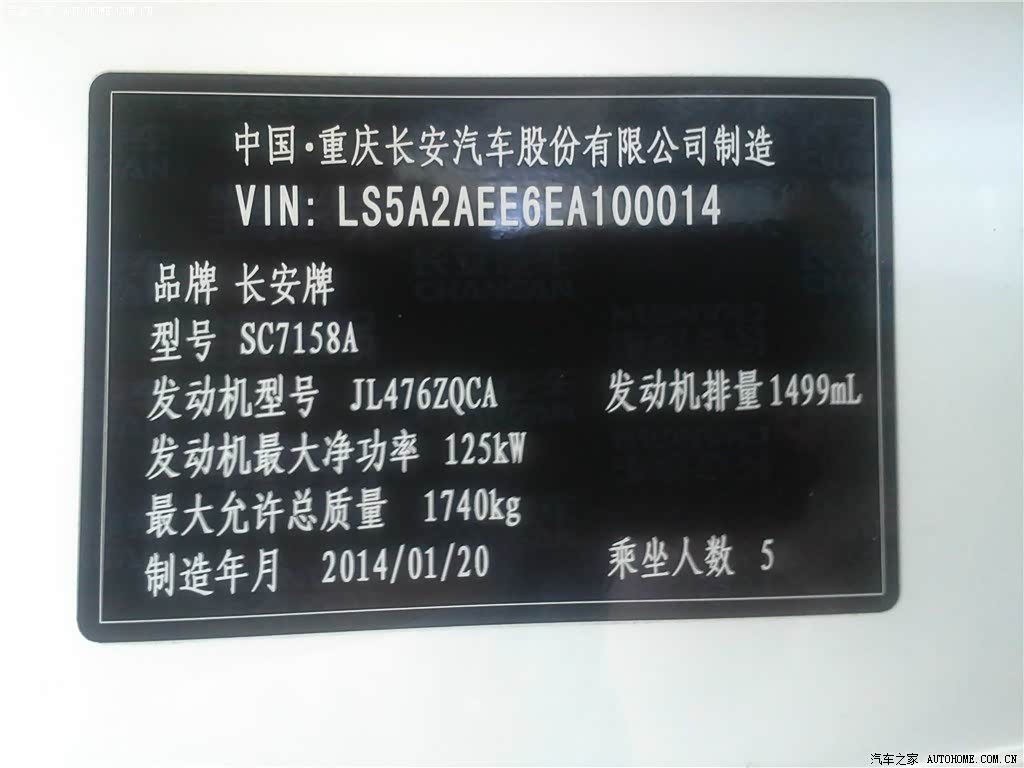 中国·重庆长安汽车股份有限公司制造
VIN: LS5A2AEE6EA100014
品牌 长安牌
型号 SC7158A
发动机型号 JL476ZQCA 发动机排量 1499mL
发动机最大净功率 125kW
最大允许总质量 1740kg
制造年月 2014/01/20 乘坐人数 5
汽车之家 AUTOHOME.COM.CN